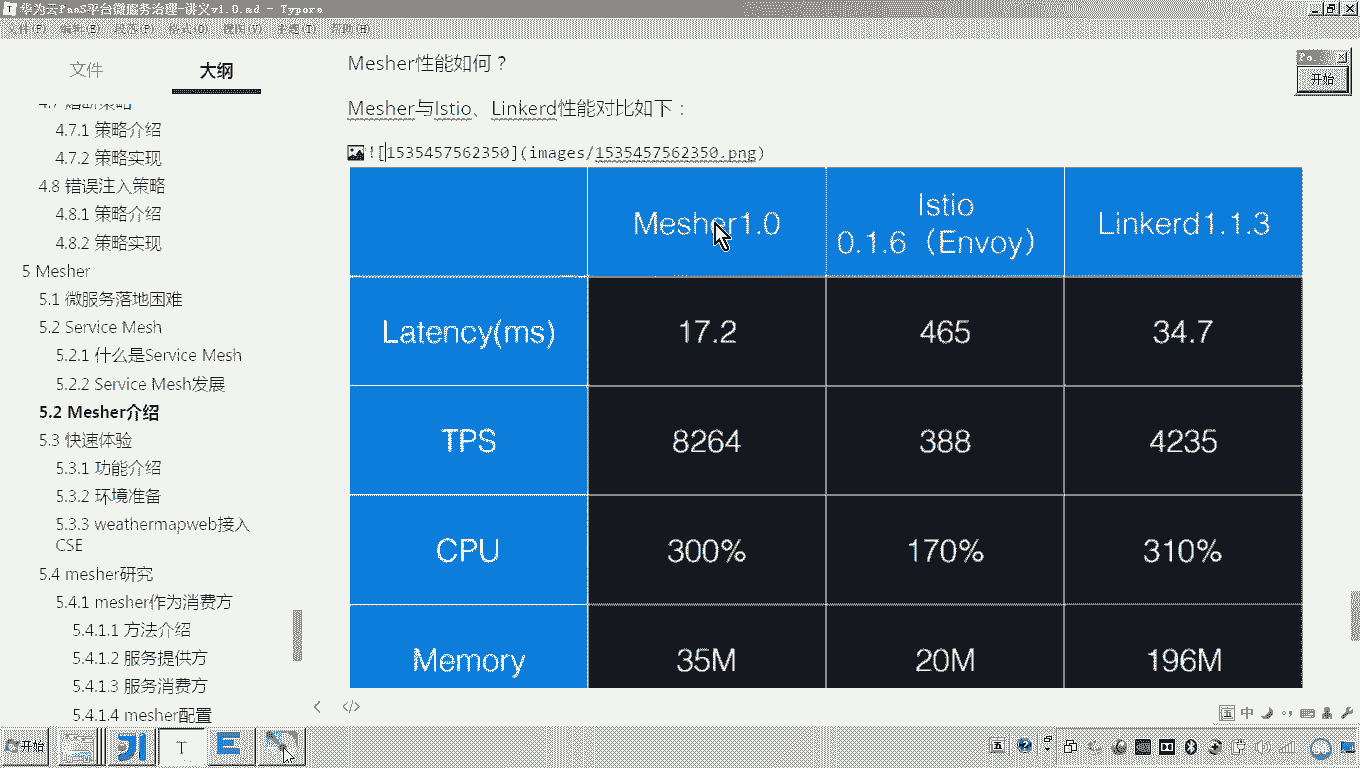 华为云PaaS平台微服务治理-讲义v1.0.md - Typora
文件(F) 编辑(E) 段落(P) 格式(O) 视图(V) 主题(T) 帮助(H)
文件
大纲
4.7 熔断策略
4.7.1 策略介绍
4.7.2 策略实现
4.8 错误注入策略
4.8.1 策略介绍
4.8.2 策略实现
5 Mesher
5.1 微服务落地困难
5.2 Service Mesh
5.2.1 什么是Service Mesh
5.2.2 Service Mesh发展
5.2 Mesher介绍
5.3 快速体验
5.3.1 功能介绍
5.3.2 环境准备
5.3.3 weathermapweb接入
CSE
5.4 mesher研究
5.4.1 mesher作为消费方
5.4.1.1 方法介绍
5.4.1.2 服务提供方
5.4.1.3 服务消费方
5.4.1.4 mesher配置
Mesher性能如何？
Mesher与Istio、Linkerd性能对比如下：
![1535457562350](images/1535457562350.png)
Mesher1.0
Istio
0.1.6（Envoy）
Linkerd1.1.3
Latency(ms) 17.2 465 34.7
TPS 8264 388 4235
CPU 300% 170% 310%
Memory 35M 20M 196M
Po.
开始
五 中
开始
五